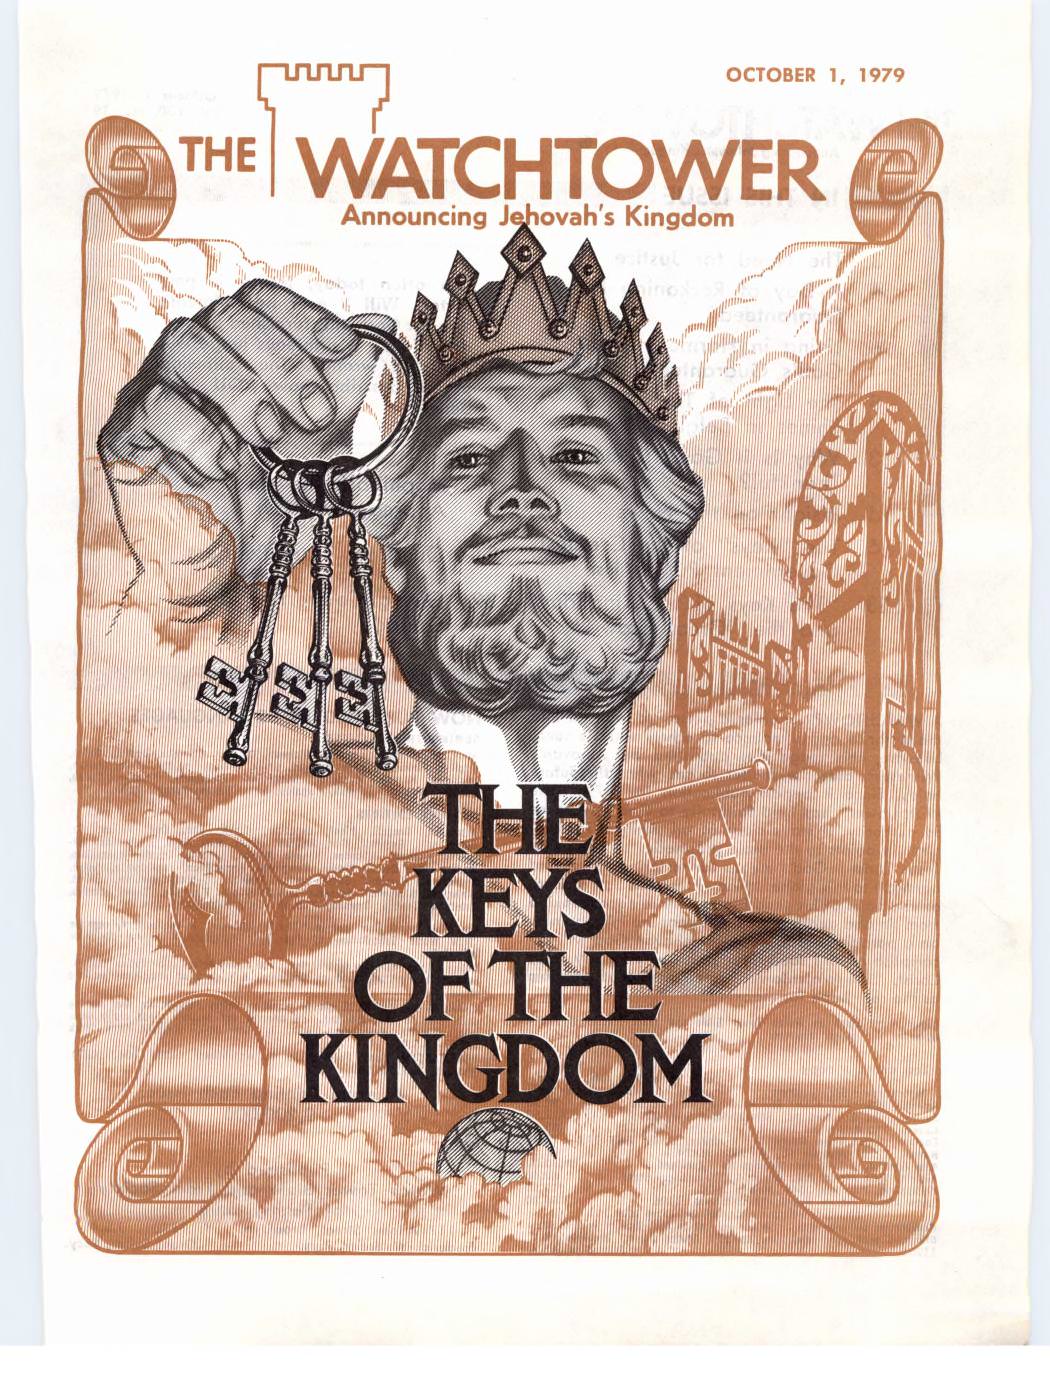 OCTOBER 1, 1979
THE WATCHTOWER
Announcing Jehovah's Kingdom
THE
KEYS
OF THE
KINGDOM